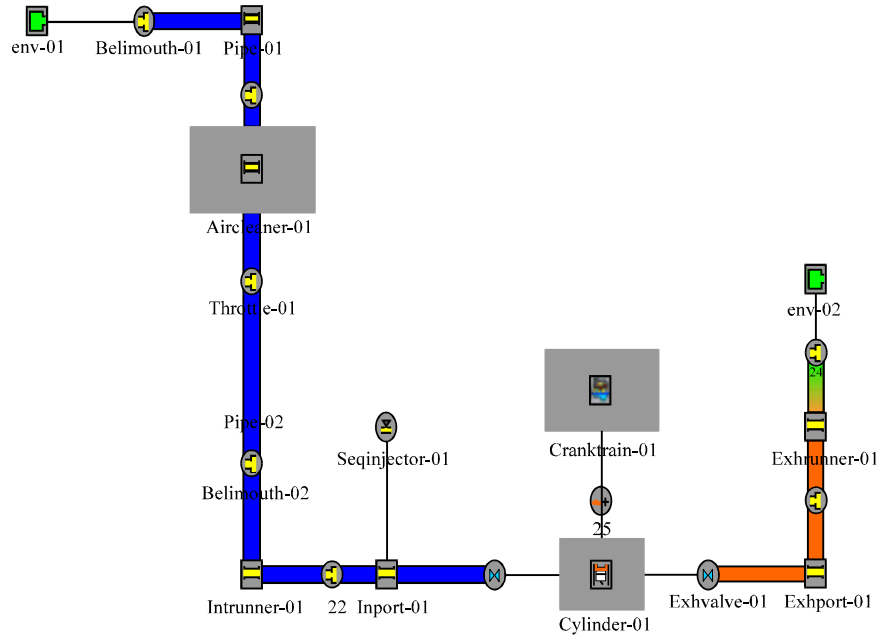 env-01
Belimouth-01
Pipe-01
Aircleaner-01
Throttle-01
env-02
24
Pipe-02
Seqinjector-01
Cranktrain-01
Exhrunner-01
Belimouth-02
25
Intrunner-01
22
Inport-01
Cylinder-01
Exhvalve-01
Exhport-01